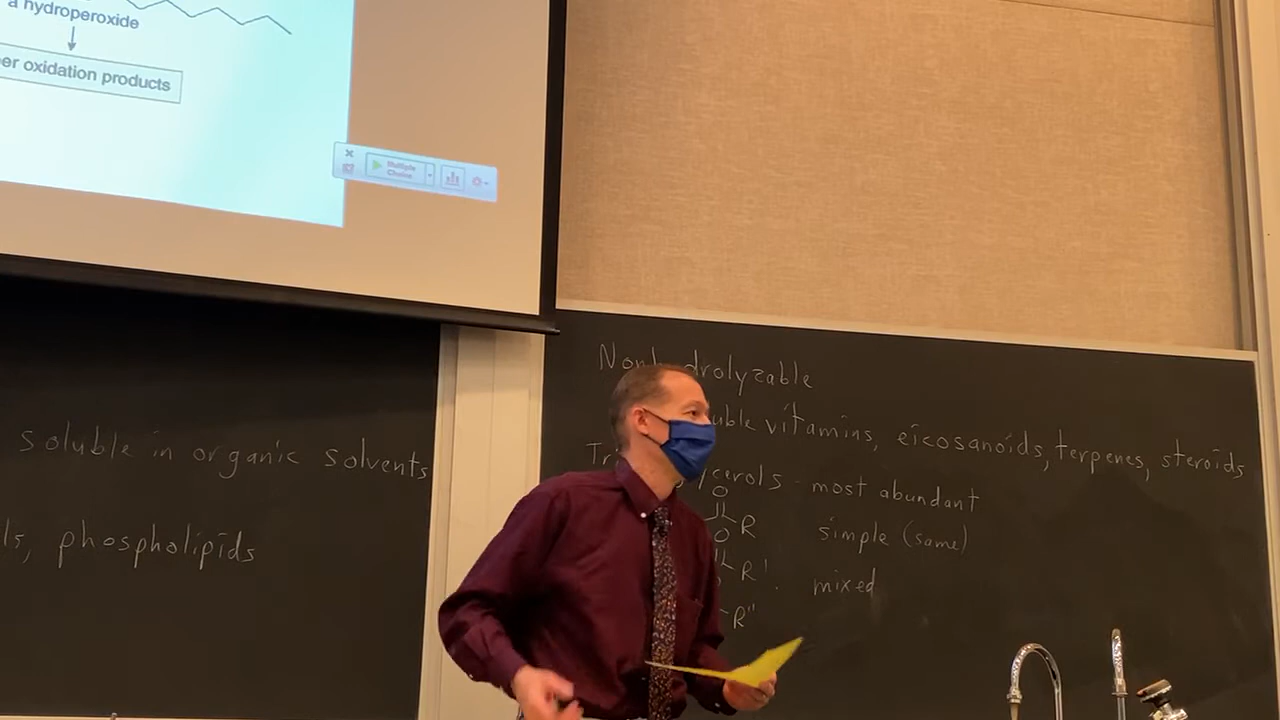 a hydroperoxide
er oxidation products
Multiple
Choice
soluble in organic solvents
ls, phospholipids
Non drolyzable
uble vitamins, eicosanoids, terpenes, steroids
Tr ycerols - most abundant
O
R simple (same)
O
R' mixed
R"